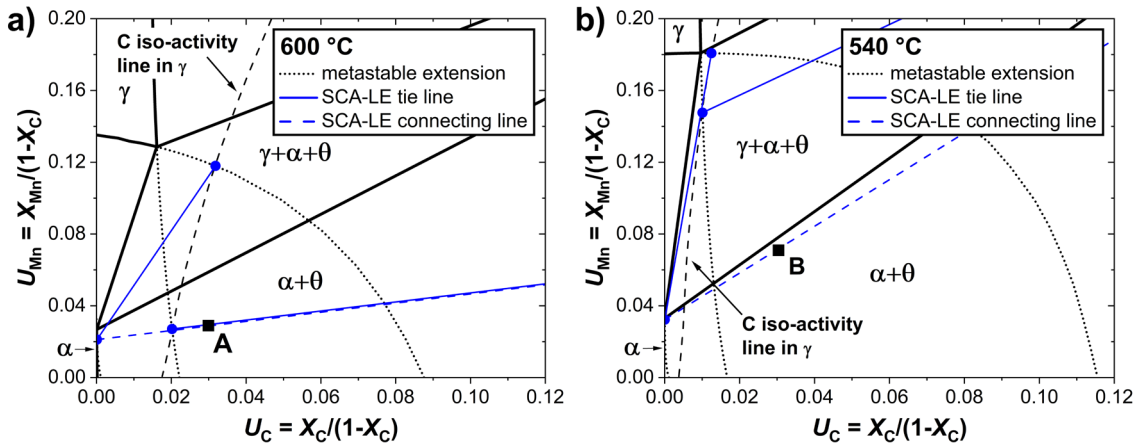 a)
600 °C
metastable extension
SCA-LE tie line
SCA-LE connecting line
C iso-activity
line in γ
γ
γ+α+θ
α+θ
A
α
0.20
0.16
0.12
0.08
0.04
0.00
0.00 0.02 0.04 0.06 0.08 0.10 0.12
U_Mn = X_Mn/(1-X_C)
U_C = X_C/(1-X_C)
b)
540 °C
metastable extension
SCA-LE tie line
SCA-LE connecting line
γ
γ+α+θ
α+θ
B
C iso-activity
line in γ
α
0.20
0.16
0.12
0.08
0.04
0.00
0.00 0.02 0.04 0.06 0.08 0.10 0.12
U_Mn = X_Mn/(1-X_C)
U_C = X_C/(1-X_C)